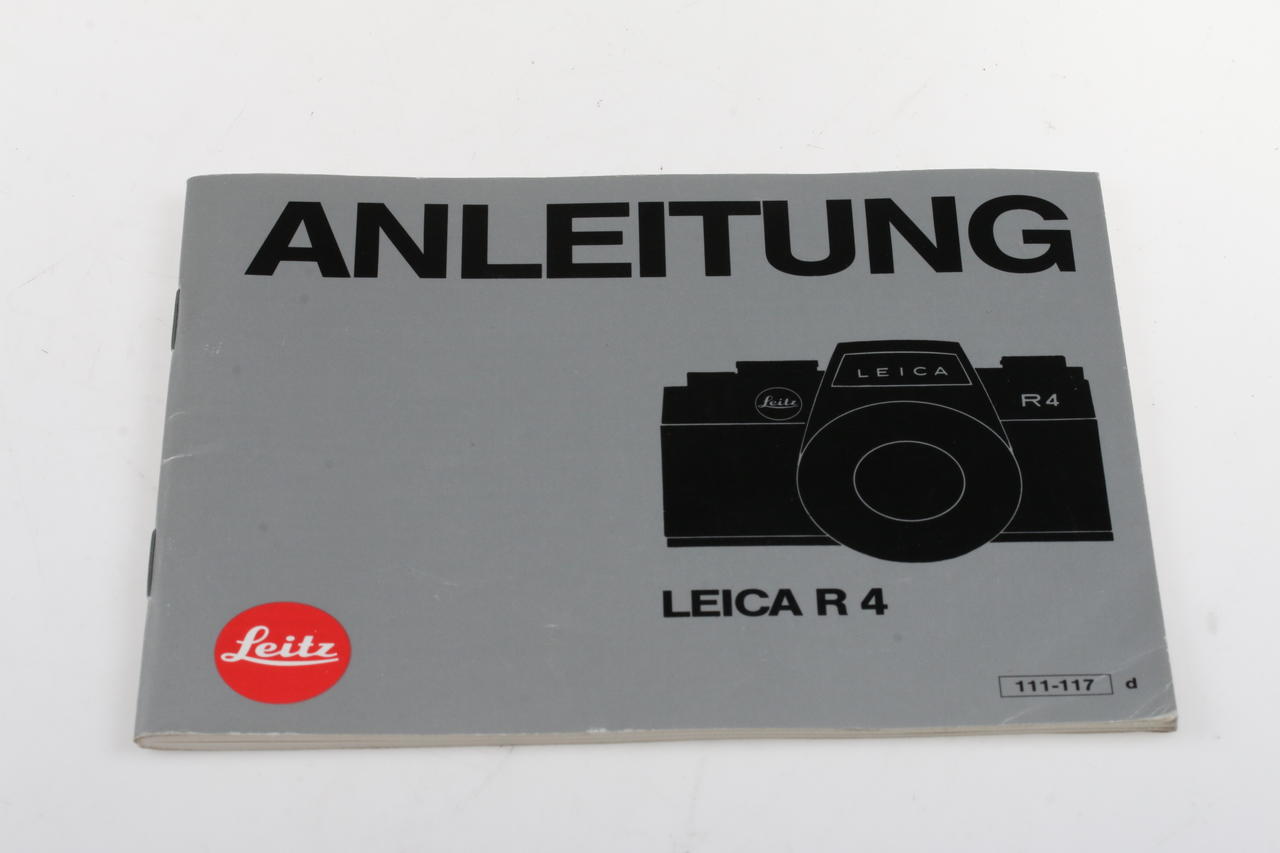 ANLEITUNG
LEICA
Leitz
R4
LEICA R 4
Leitz
111-117 d